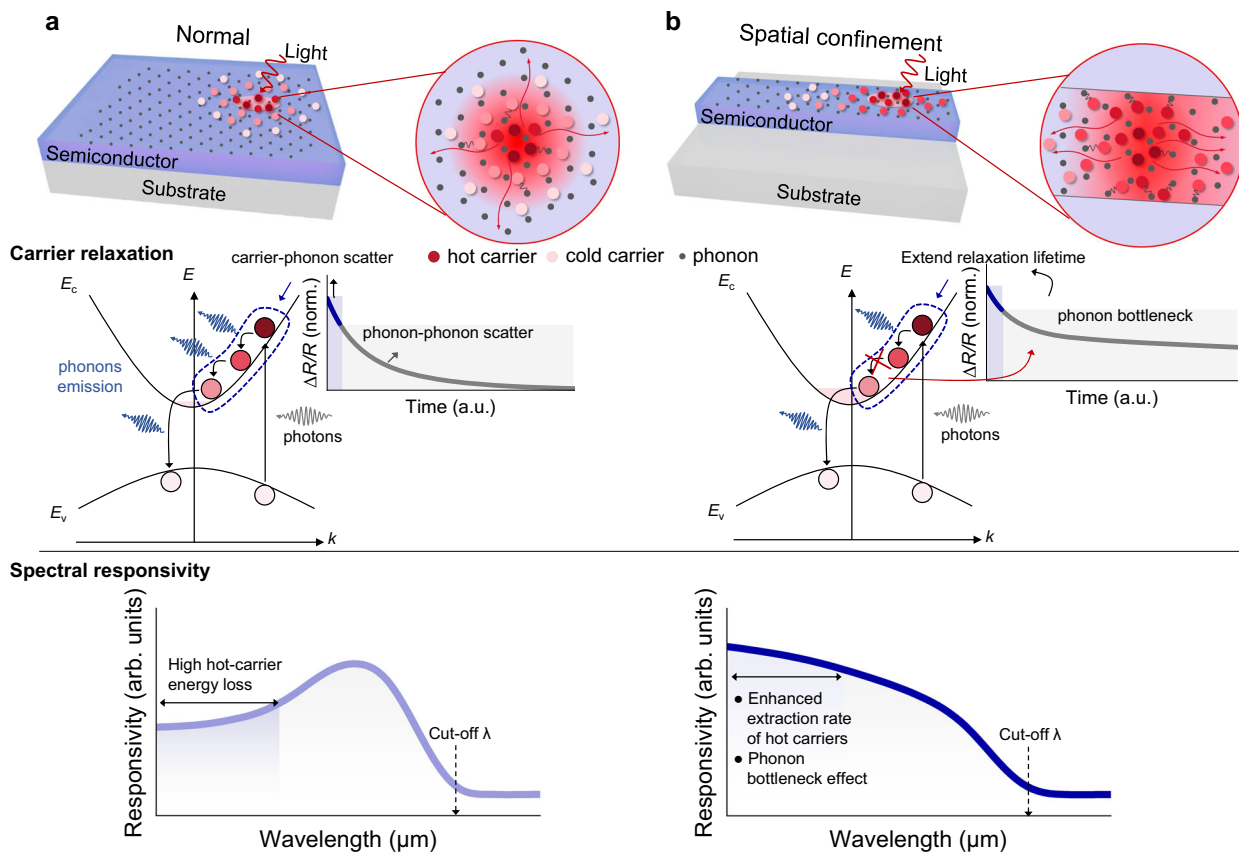 a
Normal
Light
Semiconductor
Substrate
b
Spatial confinement
Light
Semiconductor
Substrate
Carrier relaxation
hot carrier
cold carrier
phonon
carrier-phonon scatter
E
Ec
phonons
emission
ΔR/R (norm.)
phonon-phonon scatter
Time (a.u.)
photons
Ev
k
Extend relaxation lifetime
E
Ec
ΔR/R (norm.)
phonon bottleneck
Time (a.u.)
photons
Ev
k
Spectral responsivity
Responsivity (arb. units)
High hot-carrier
energy loss
Cut-off λ
Wavelength (μm)
Responsivity (arb. units)
● Enhanced
extraction rate
of hot carriers
● Phonon
bottleneck effect
Cut-off λ
Wavelength (μm)